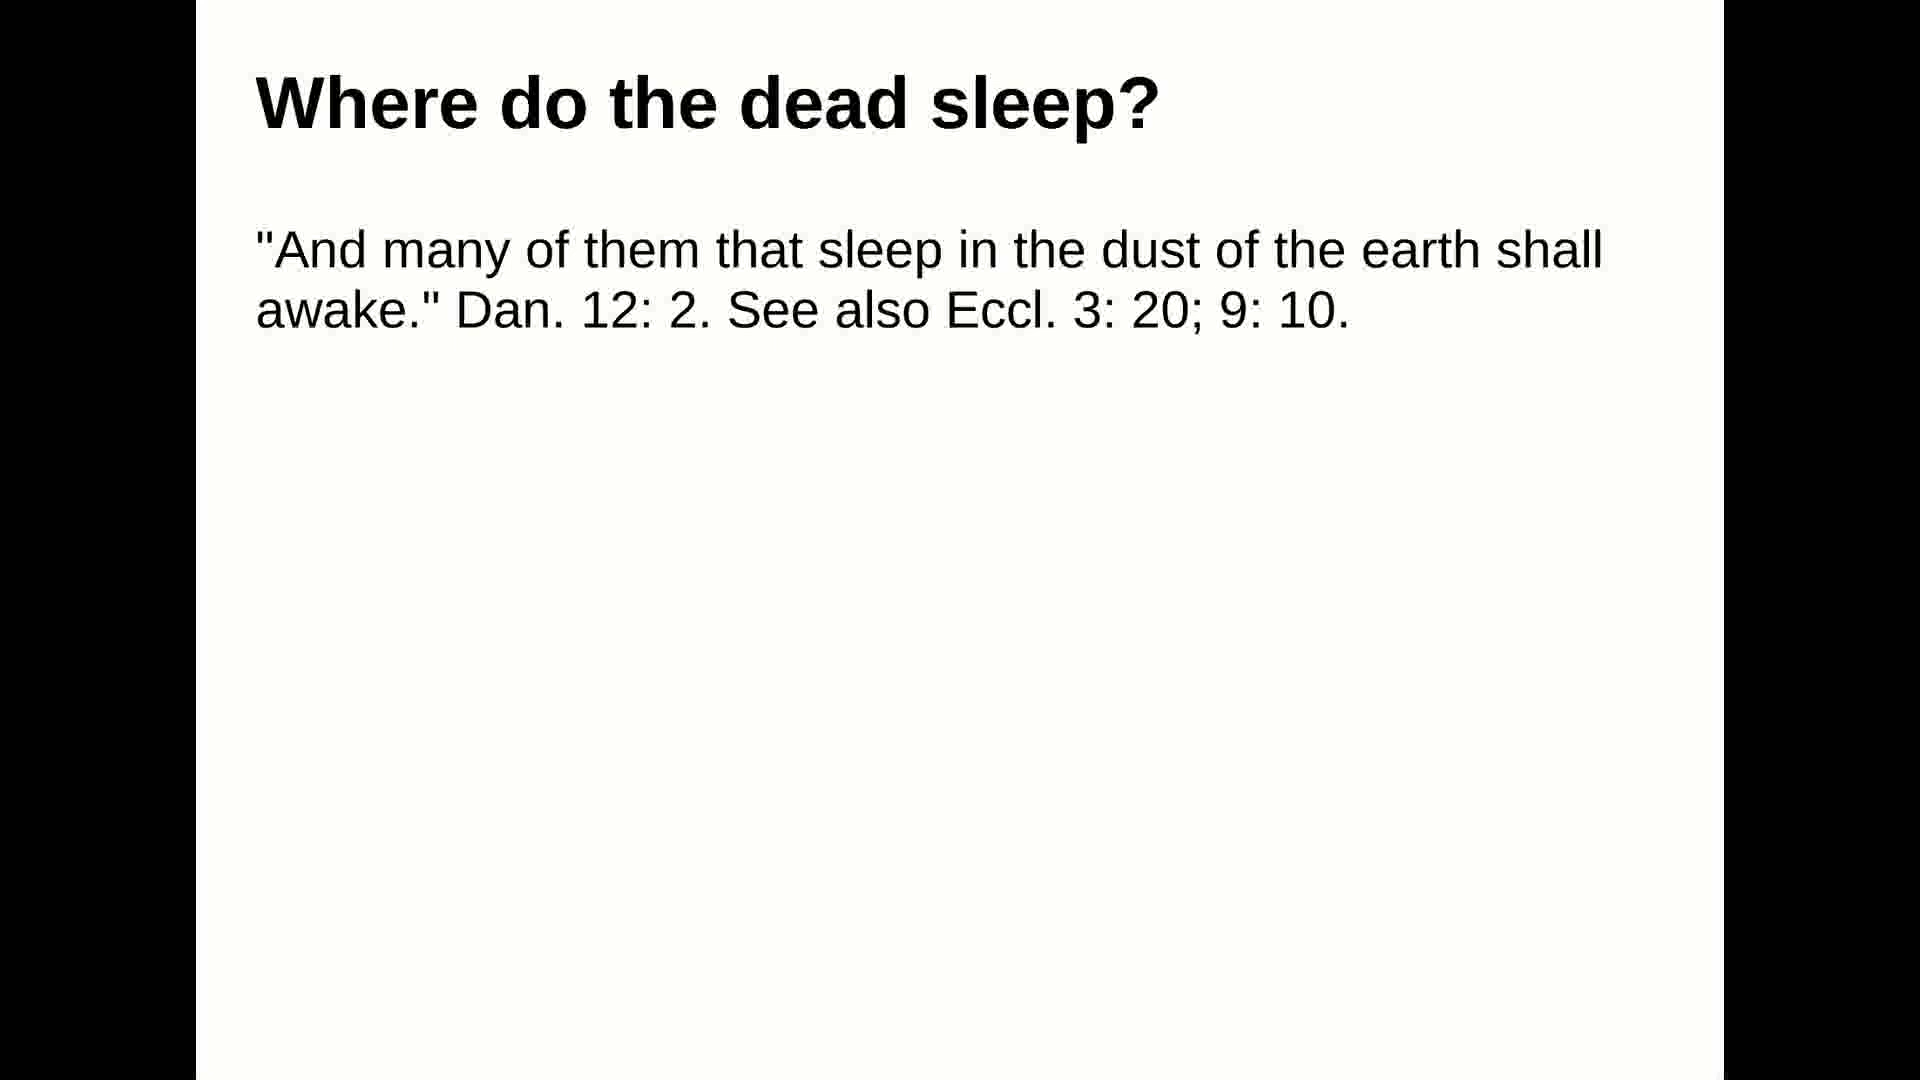 Where do the dead sleep?
"And many of them that sleep in the dust of the earth shall
awake." Dan. 12: 2. See also Eccl. 3: 20; 9: 10.